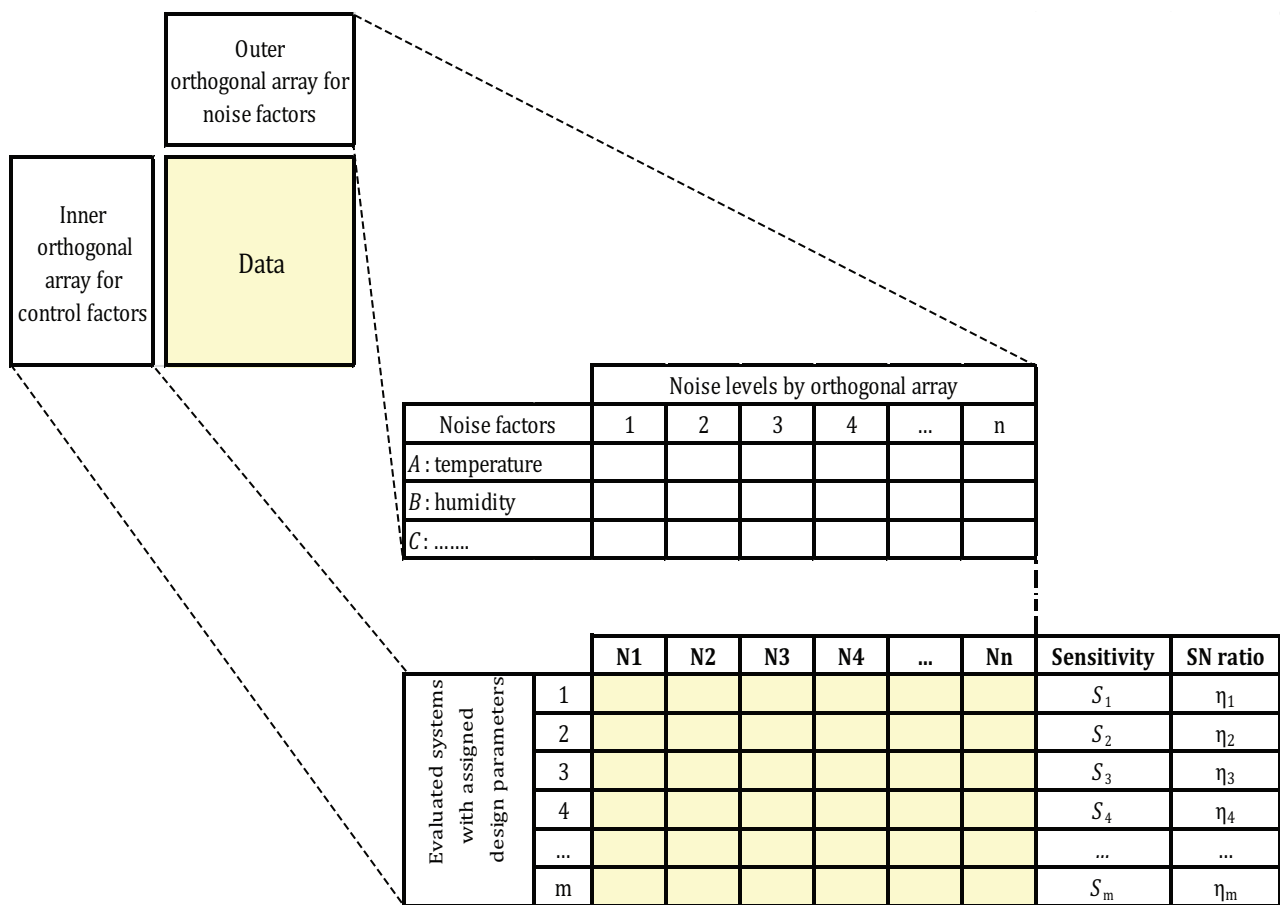 Outer
orthogonal array for
noise factors
Inner
orthogonal
array for
control factors
Data
Noise levels by orthogonal array
Noise factors 1 2 3 4 ... n
A : temperature
B : humidity
C : .......
N1 N2 N3 N4 ... Nn Sensitivity SN ratio
Evaluated systems
with assigned
design parameters
1 S₁ η₁
2 S₂ η₂
3 S₃ η₃
4 S₄ η₄
... ... ...
m Sₘ ηₘ